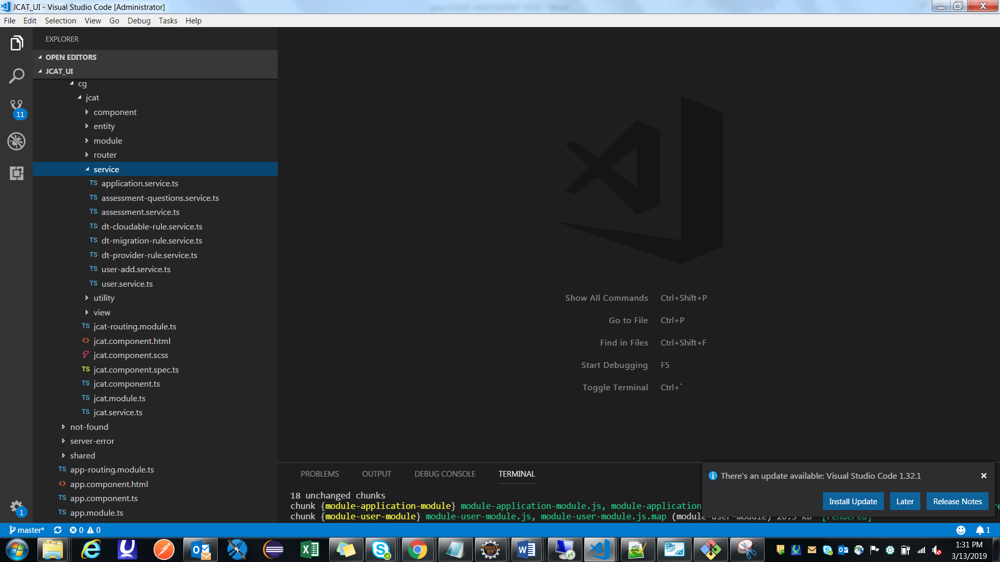 JCAT_UI - Visual Studio Code [Administrator]
File Edit Selection View Go Debug Tasks Help
EXPLORER
OPEN EDITORS
JCAT_UI
cg
jcat
component
entity
module
router
service
TS application.service.ts
TS assessment-questions.service.ts
TS assessment.service.ts
TS dt-cloudable-rule.service.ts
TS dt-migration-rule.service.ts
TS dt-provider-rule.service.ts
TS user-add.service.ts
TS user.service.ts
utility
view
TS jcat-routing.module.ts
<> jcat.component.html
jcat.component.scss
TS jcat.component.spec.ts
TS jcat.component.ts
TS jcat.module.ts
TS jcat.service.ts
not-found
server-error
shared
TS app-routing.module.ts
<> app.component.html
TS app.component.ts
TS app.module.ts
11
1
Show All Commands Ctrl+Shift+P
Go to File Ctrl+P
Find in Files Ctrl+Shift+F
Start Debugging F5
Toggle Terminal Ctrl+`
PROBLEMS OUTPUT DEBUG CONSOLE TERMINAL
18 unchanged chunks
chunk {module-application-module} module-application-module.js, module-application
chunk {module-user-module} module-user-module.js, module-user-module.js.map (module-user-module) 26.5 kB [rendered]
There's an update available: Visual Studio Code 1.32.1
Install Update Later Release Notes
master* 0 0 1
1:31 PM
3/13/2019